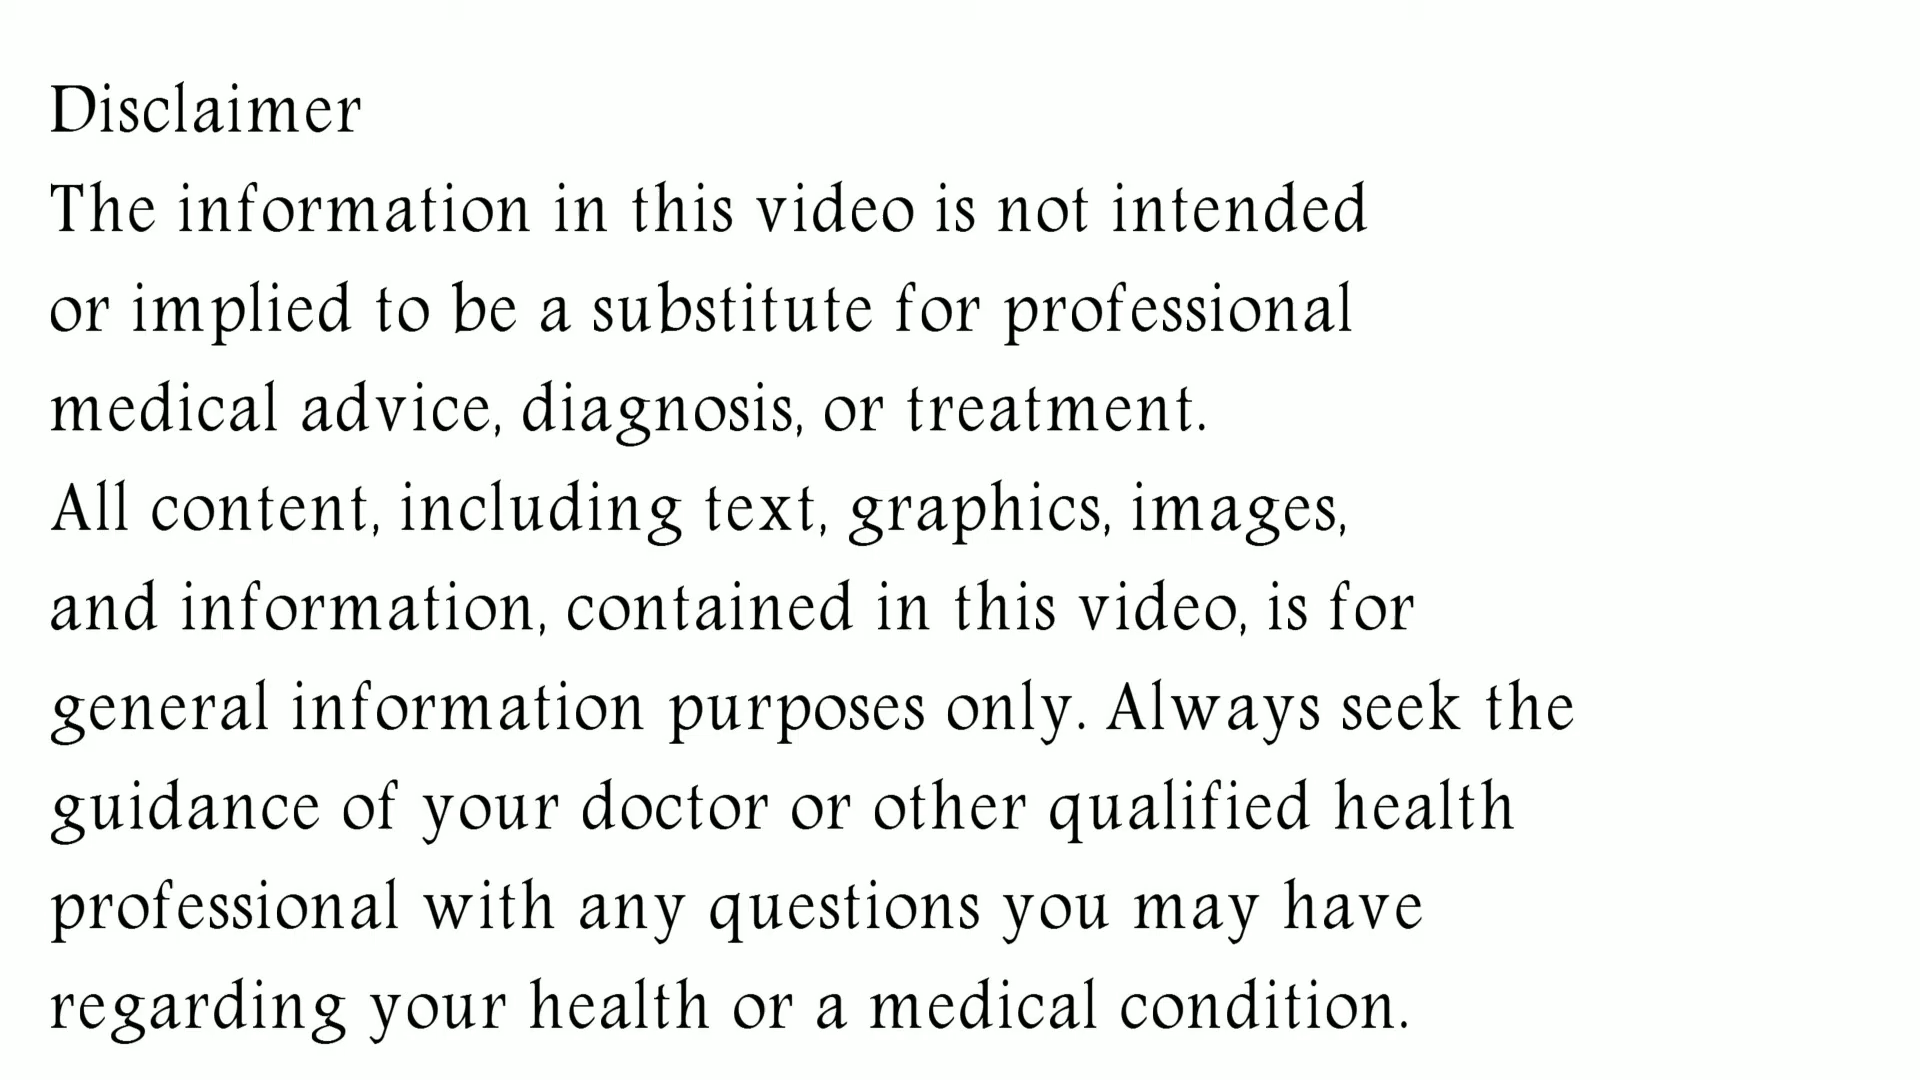 Disclaimer
The information in this video is not intended
or implied to be a substitute for professional
medical advice, diagnosis, or treatment.
All content, including text, graphics, images,
and information, contained in this video, is for
general information purposes only. Always seek the
guidance of your doctor or other qualified health
professional with any questions you may have
regarding your health or a medical condition.